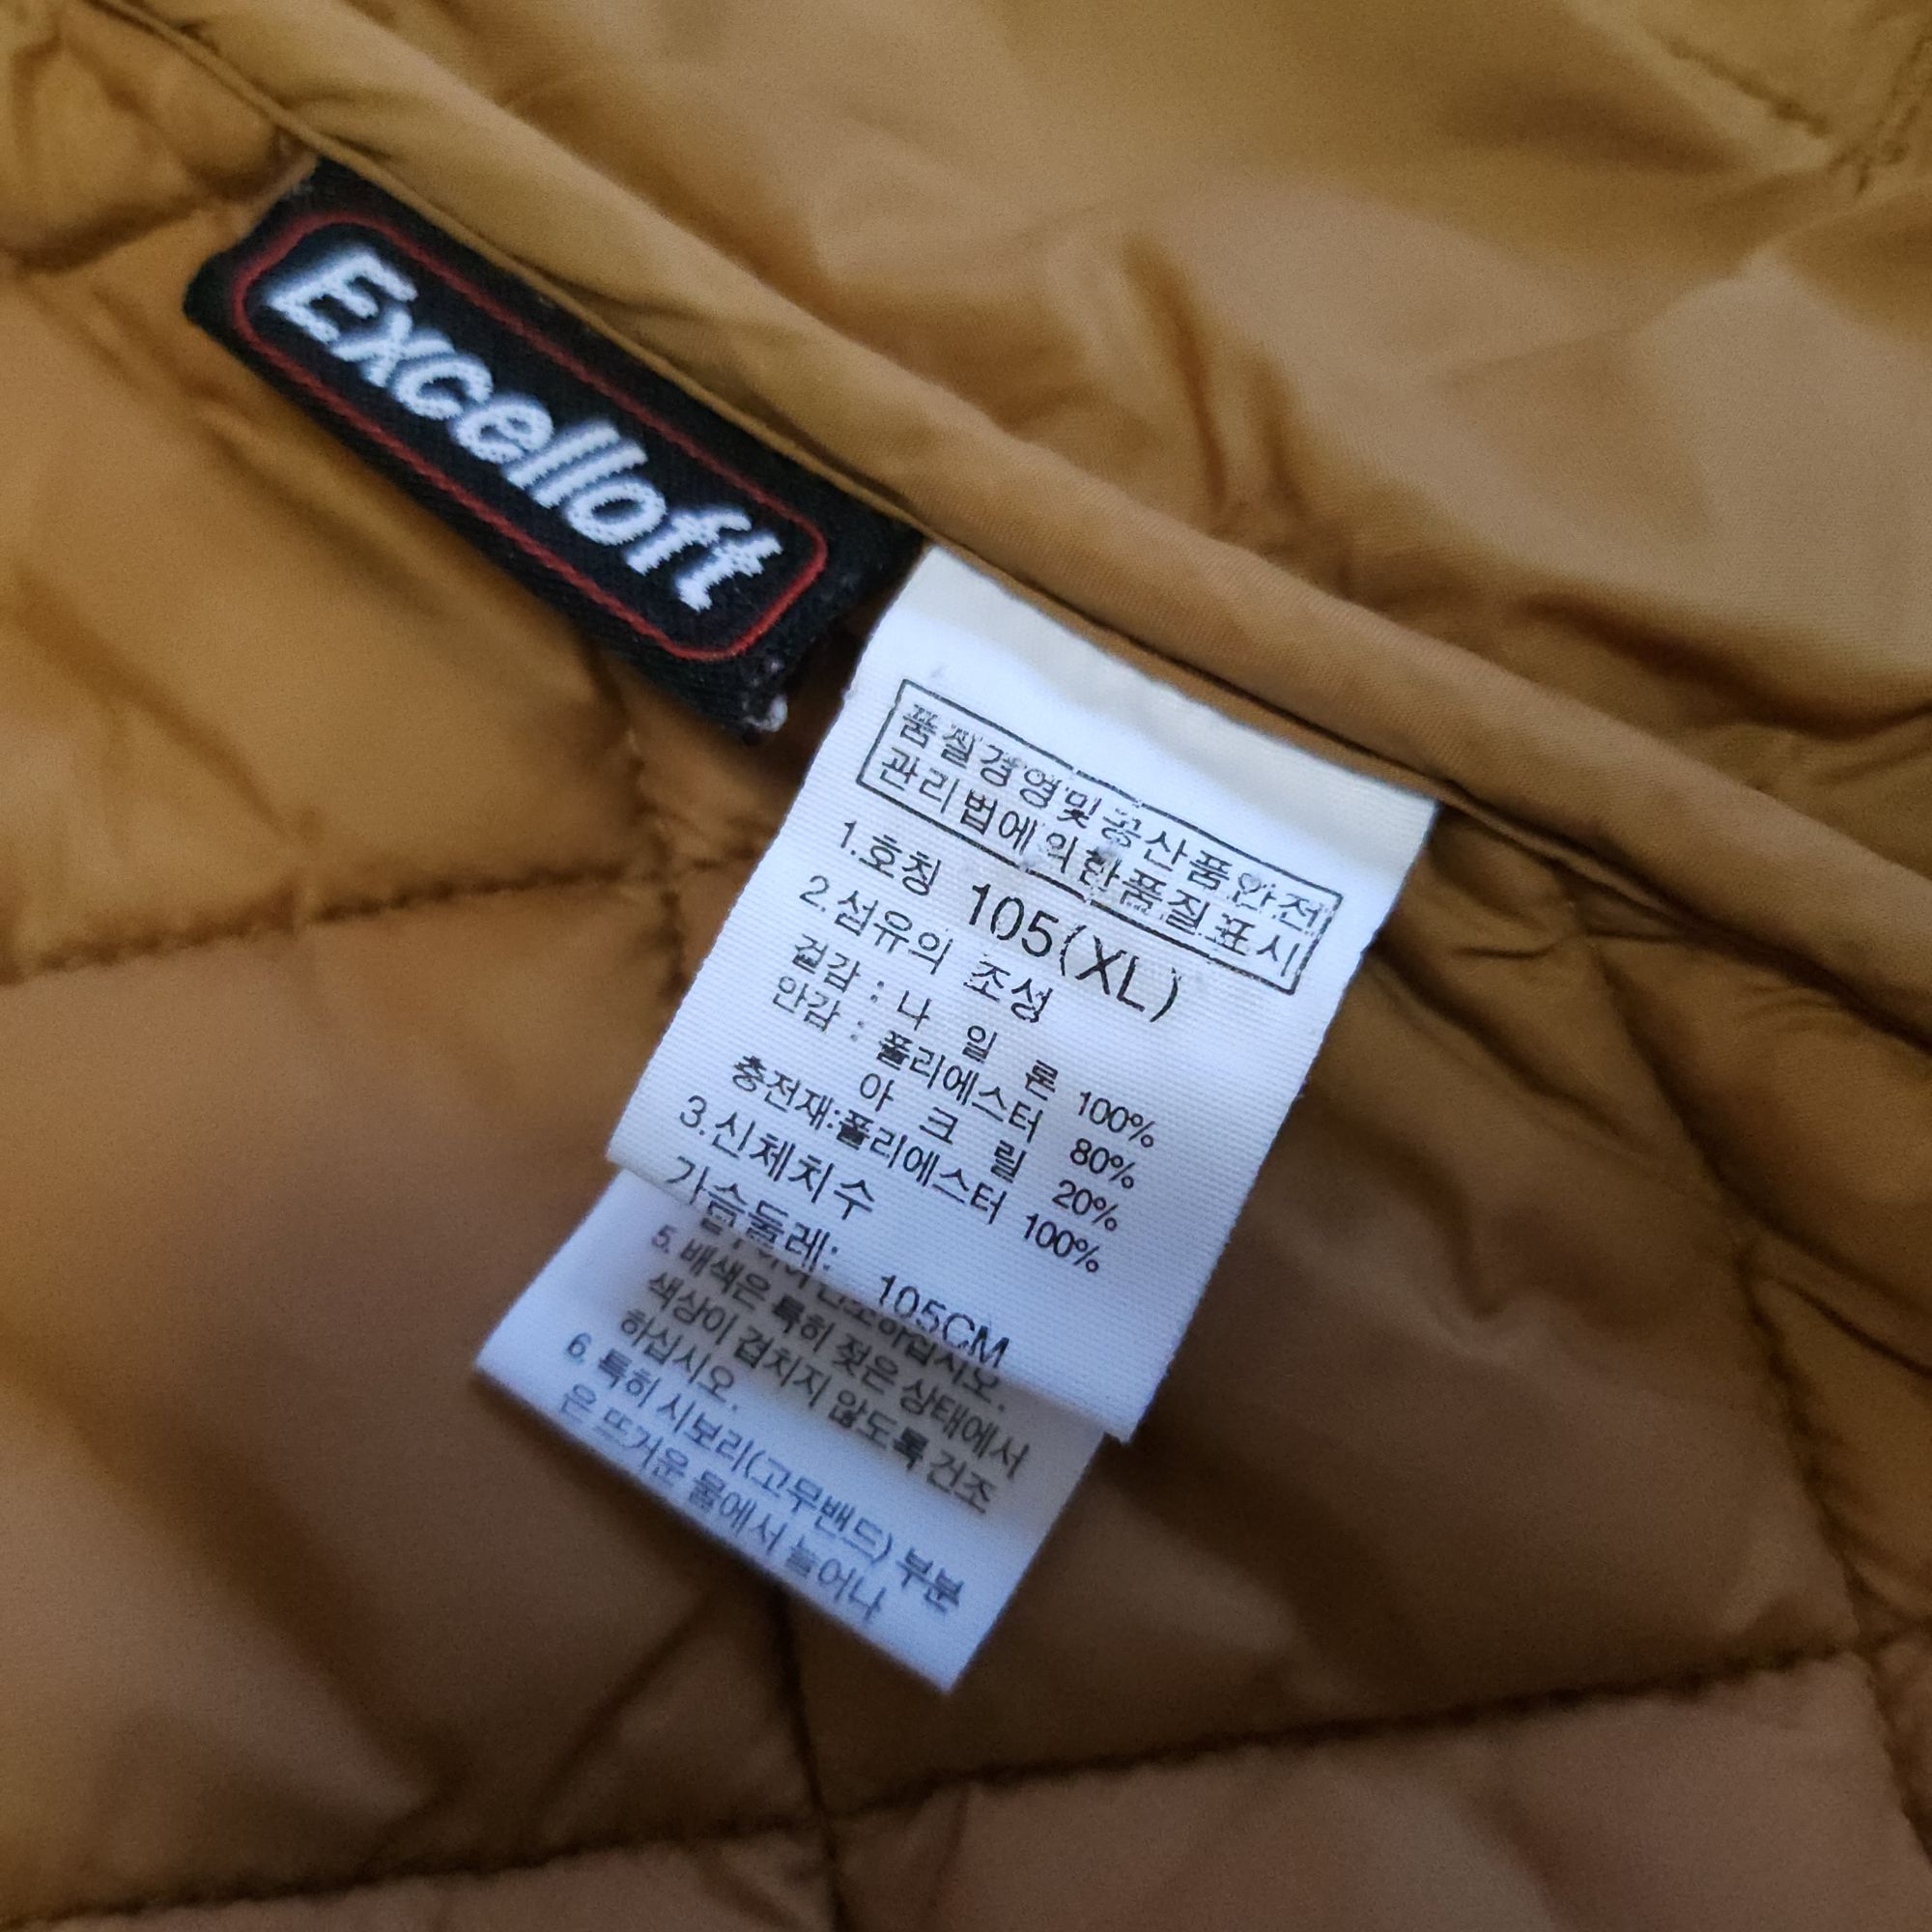 Excelloft
품질경영및공산품안전
관리법에의한품질표시
1.호칭 105(XL)
2.섬유의 조성
겉감 : 나 일 론 100%
안감 : 폴리에스터 80%
아 크 릴 20%
충전재:폴리에스터 100%
3.신체치수
가슴둘레: 105CM
건조하십시오.
5. 배색은 특히 젖은 상태에서
색상이 겹치지 않도록 건조
하십시오.
6. 특히 시보리(고무밴드) 부분
은 뜨거운 물에서 늘어나